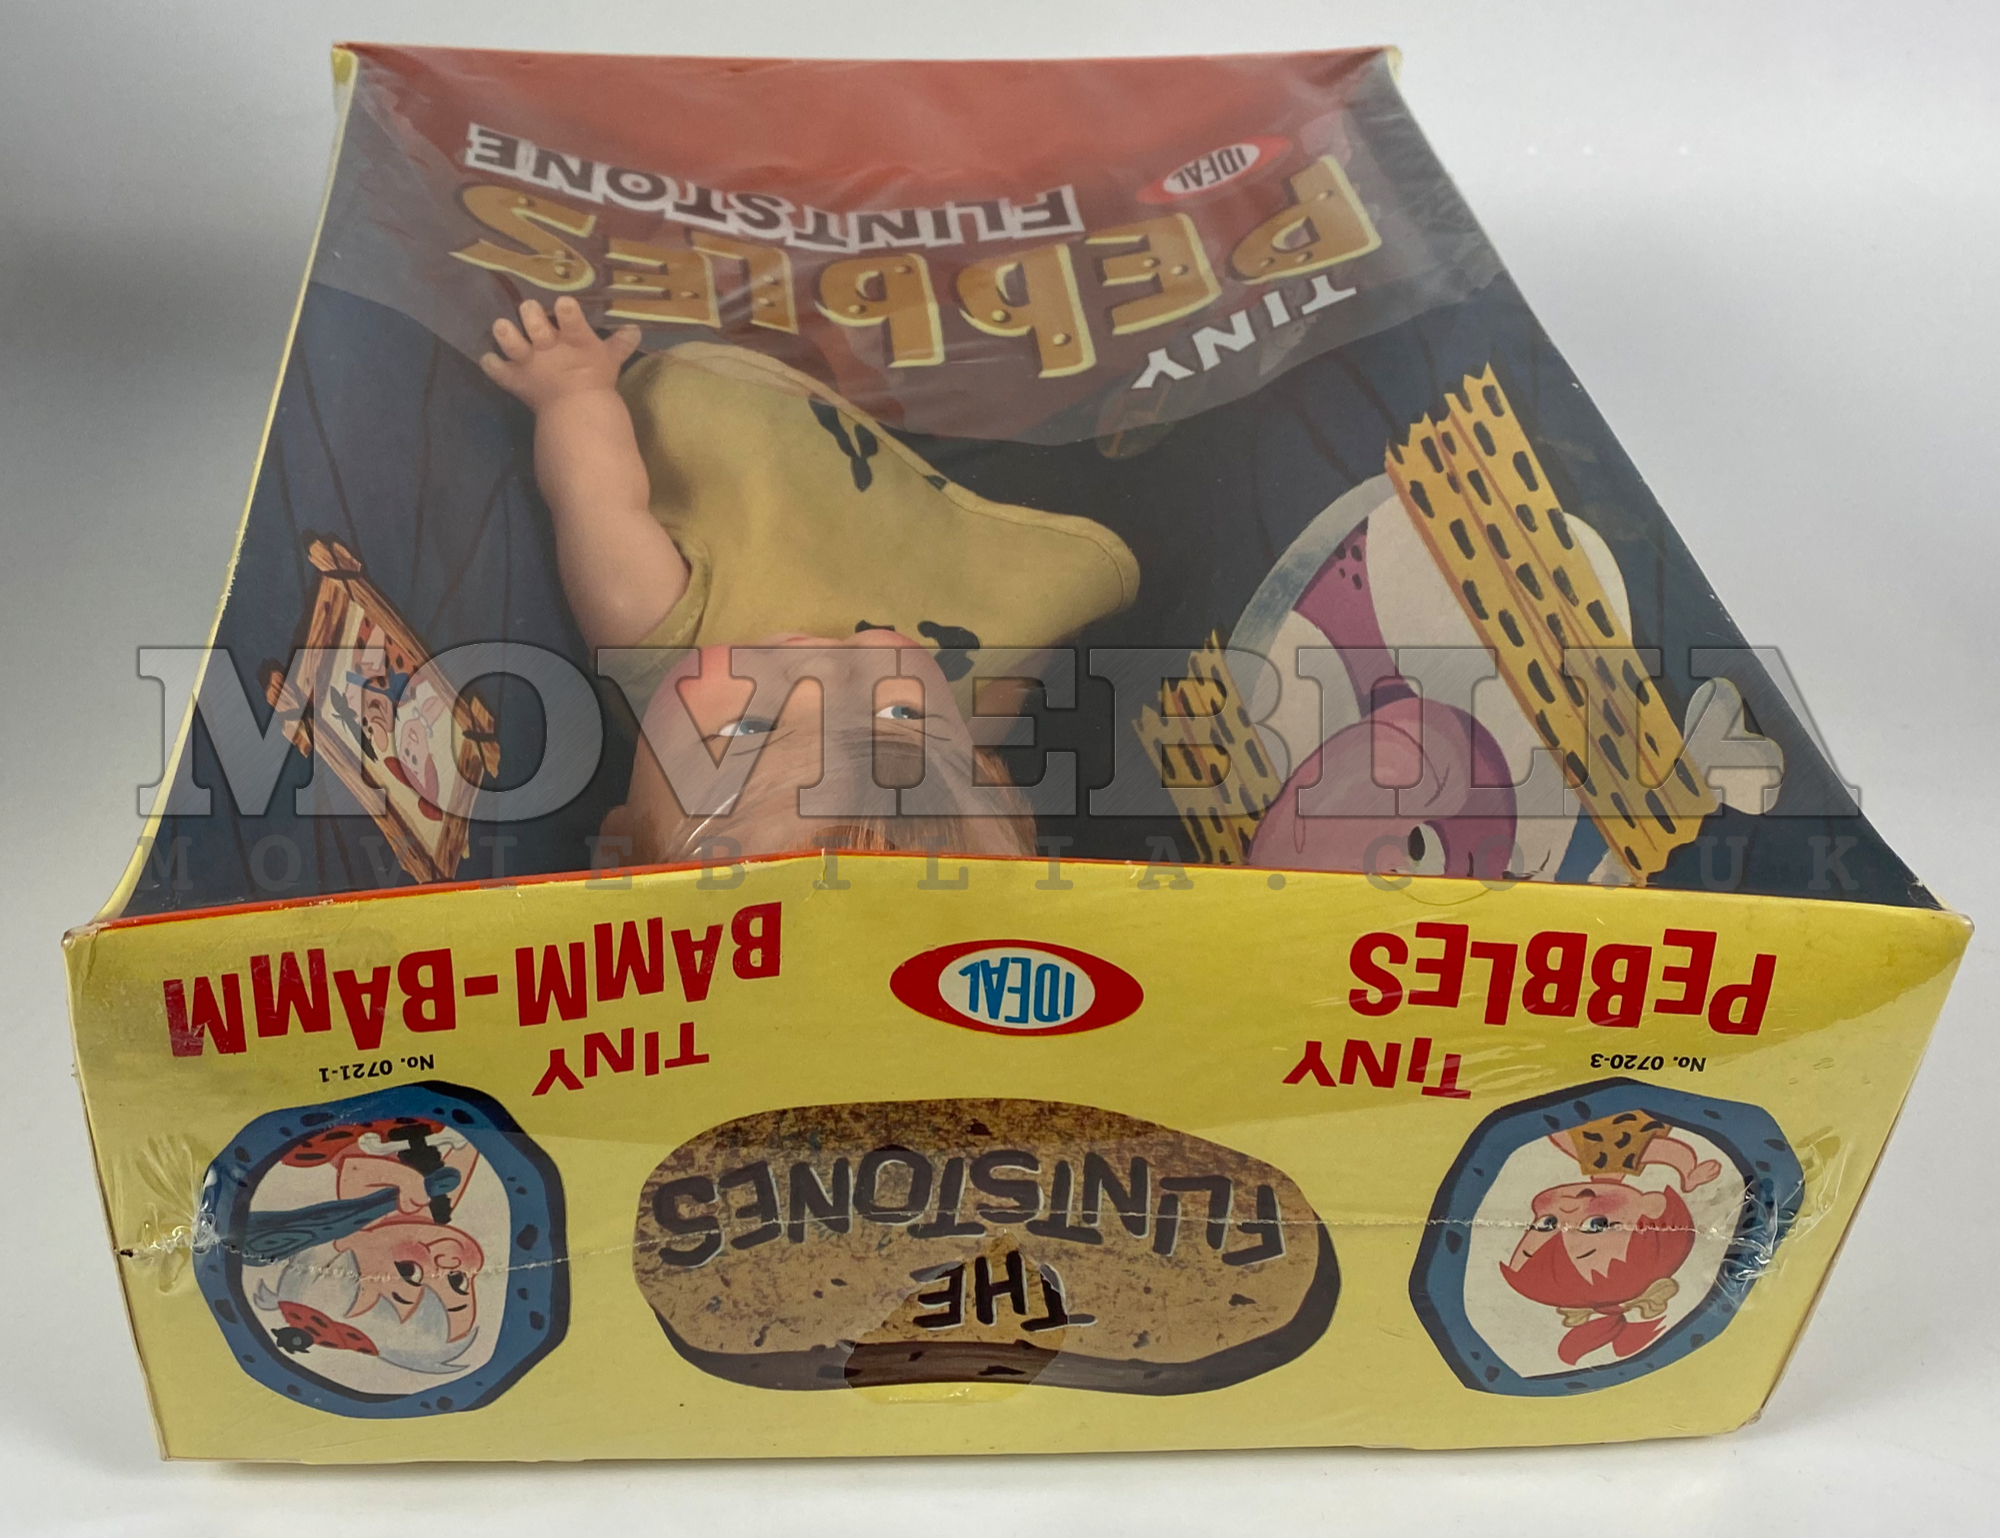 IDEAL
TINY
PEbbLES
FLINTSTONE
MOVIEBILIA
MOVIEBILIA.CO.UK
THE
FLINTSTONES
No. 0720-3
TINY
PEBBLES
IDEAL
No. 0721-1
TINY
BAMM-BAMM